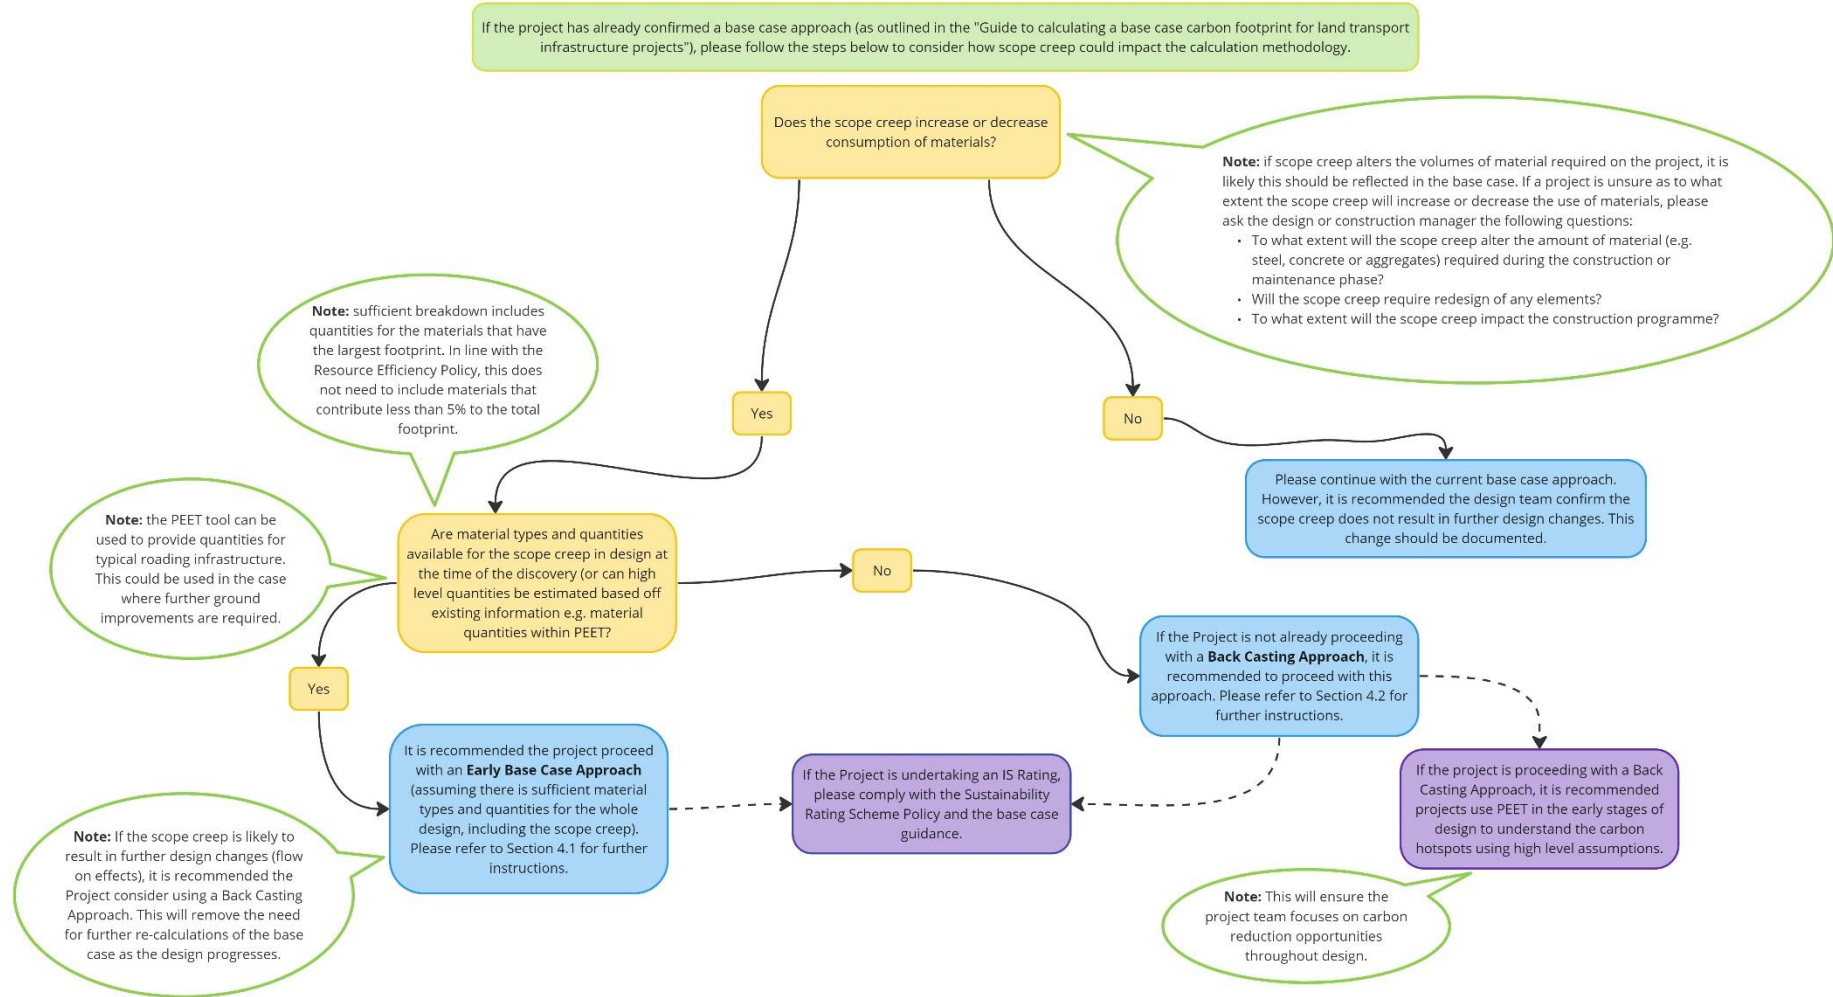 If the project has already confirmed a base case approach (as outlined in the "Guide to calculating a base case carbon footprint for land transport
infrastructure projects"), please follow the steps below to consider how scope creep could impact the calculation methodology.
Does the scope creep increase or decrease
consumption of materials?
Note: if scope creep alters the volumes of material required on the project, it is
likely this should be reflected in the base case. If a project is unsure as to what
extent the scope creep will increase or decrease the use of materials, please
ask the design or construction manager the following questions:
• To what extent will the scope creep alter the amount of material (e.g.
steel, concrete or aggregates) required during the construction or
maintenance phase?
• Will the scope creep require redesign of any elements?
• To what extent will the scope creep impact the construction programme?
Note: sufficient breakdown includes
quantities for the materials that have
the largest footprint. In line with the
Resource Efficiency Policy, this does
not need to include materials that
contribute less than 5% to the total
footprint.
Yes
No
Please continue with the current base case approach.
However, it is recommended the design team confirm the
scope creep does not result in further design changes. This
change should be documented.
Note: the PEET tool can be
used to provide quantities for
typical roading infrastructure.
This could be used in the case
where further ground
improvements are required.
Are material types and quantities
available for the scope creep in design at
the time of the discovery (or can high
level quantities be estimated based off
existing information e.g. material
quantities within PEET?
No
Yes
If the Project is not already proceeding
with a Back Casting Approach, it is
recommended to proceed with this
approach. Please refer to Section 4.2 for
further instructions.
It is recommended the project proceed
with an Early Base Case Approach
(assuming there is sufficient material
types and quantities for the whole
design, including the scope creep).
Please refer to Section 4.1 for further
instructions.
If the Project is undertaking an IS Rating,
please comply with the Sustainability
Rating Scheme Policy and the base case
guidance.
If the project is proceeding with a Back
Casting Approach, it is recommended
projects use PEET in the early stages of
design to understand the carbon
hotspots using high level assumptions.
Note: If the scope creep is likely to
result in further design changes (flow
on effects), it is recommended the
Project consider using a Back Casting
Approach. This will remove the need
for further re-calculations of the base
case as the design progresses.
Note: This will ensure the
project team focuses on carbon
reduction opportunities
throughout design.